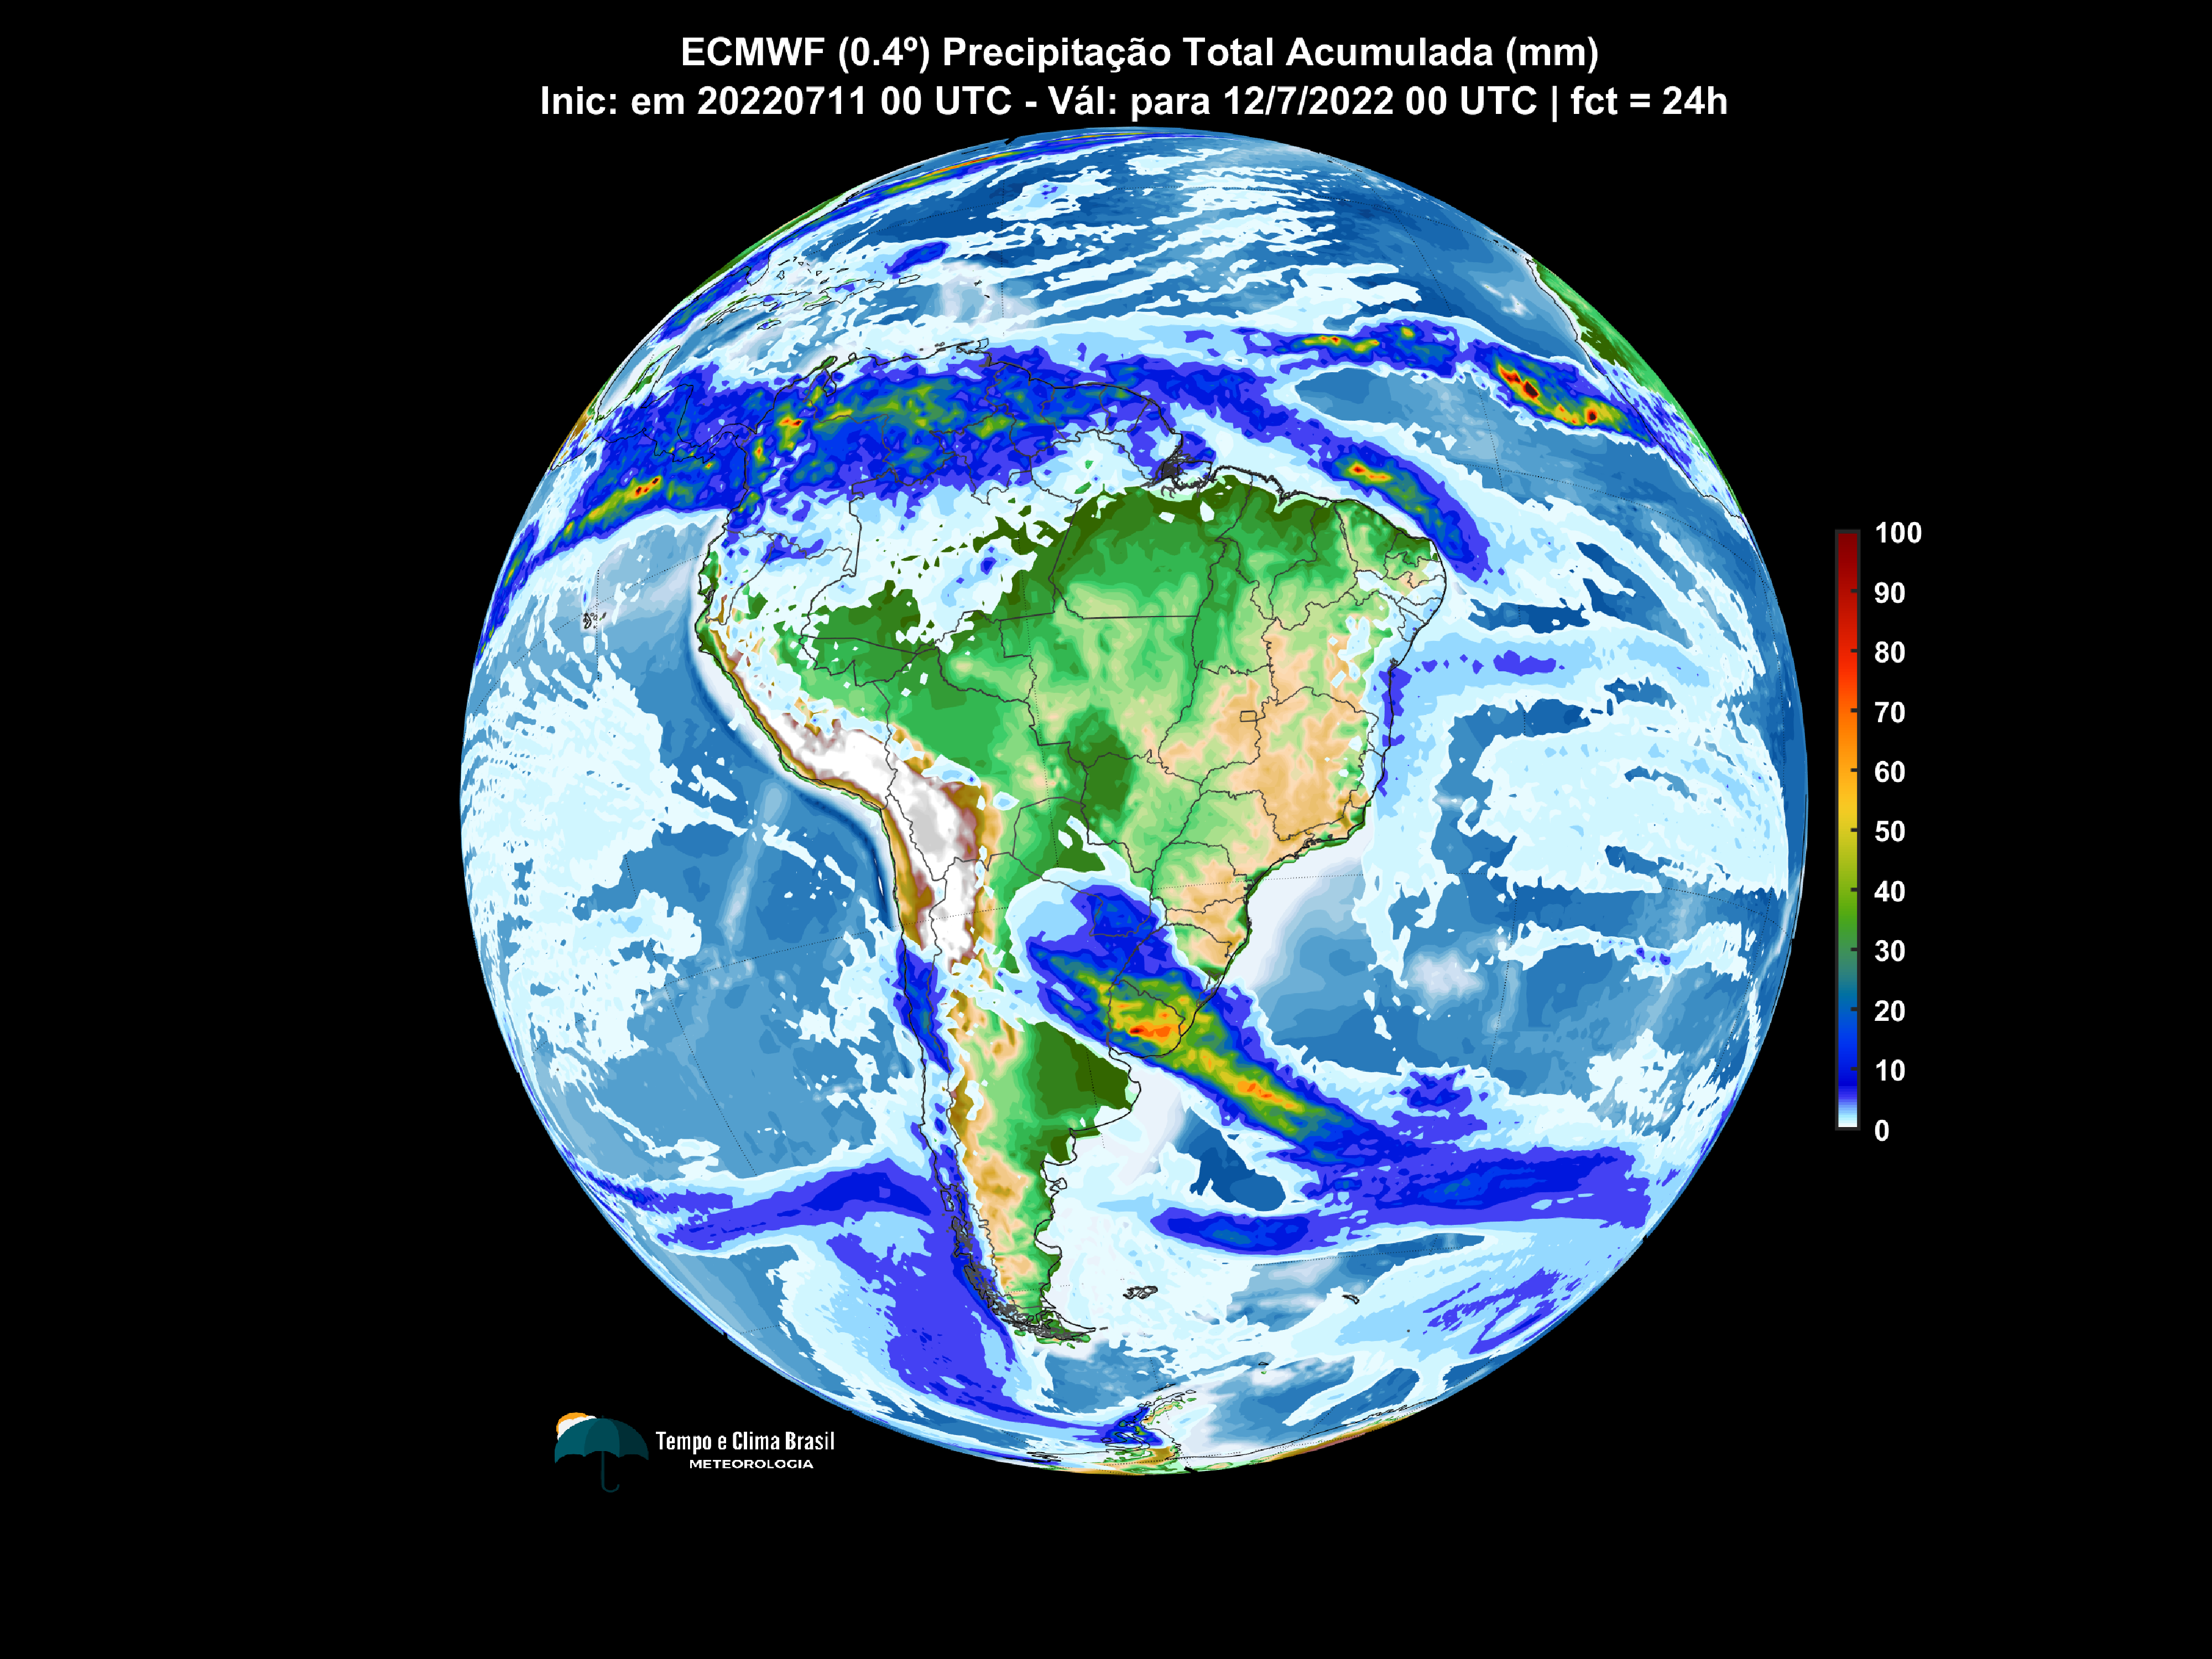 ECMWF (0.4º) Precipitação Total Acumulada (mm)
Inic: em 20220711 00 UTC - Vál: para 12/7/2022 00 UTC | fct = 24h
100
90
80
70
60
50
40
30
20
10
0
Tempo e Clima Brasil
METEOROLOGIA